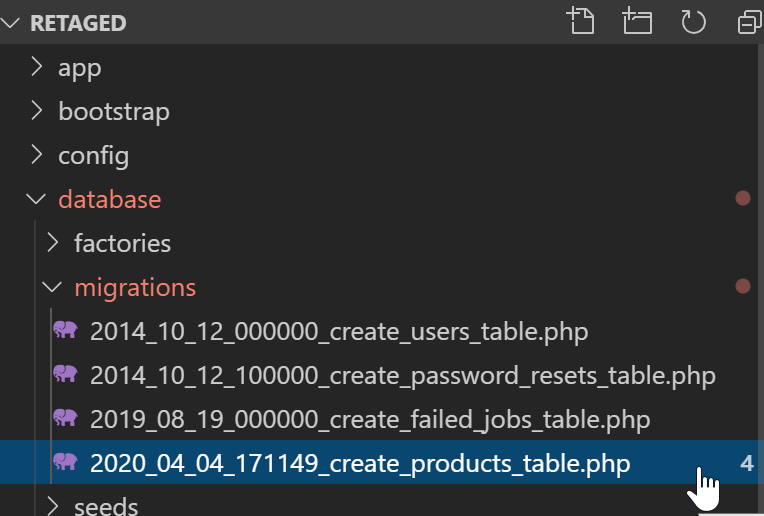 RETAGED
app
bootstrap
config
database
factories
migrations
2014_10_12_000000_create_users_table.php
2014_10_12_100000_create_password_resets_table.php
2019_08_19_000000_create_failed_jobs_table.php
2020_04_04_171149_create_products_table.php 4
seeds